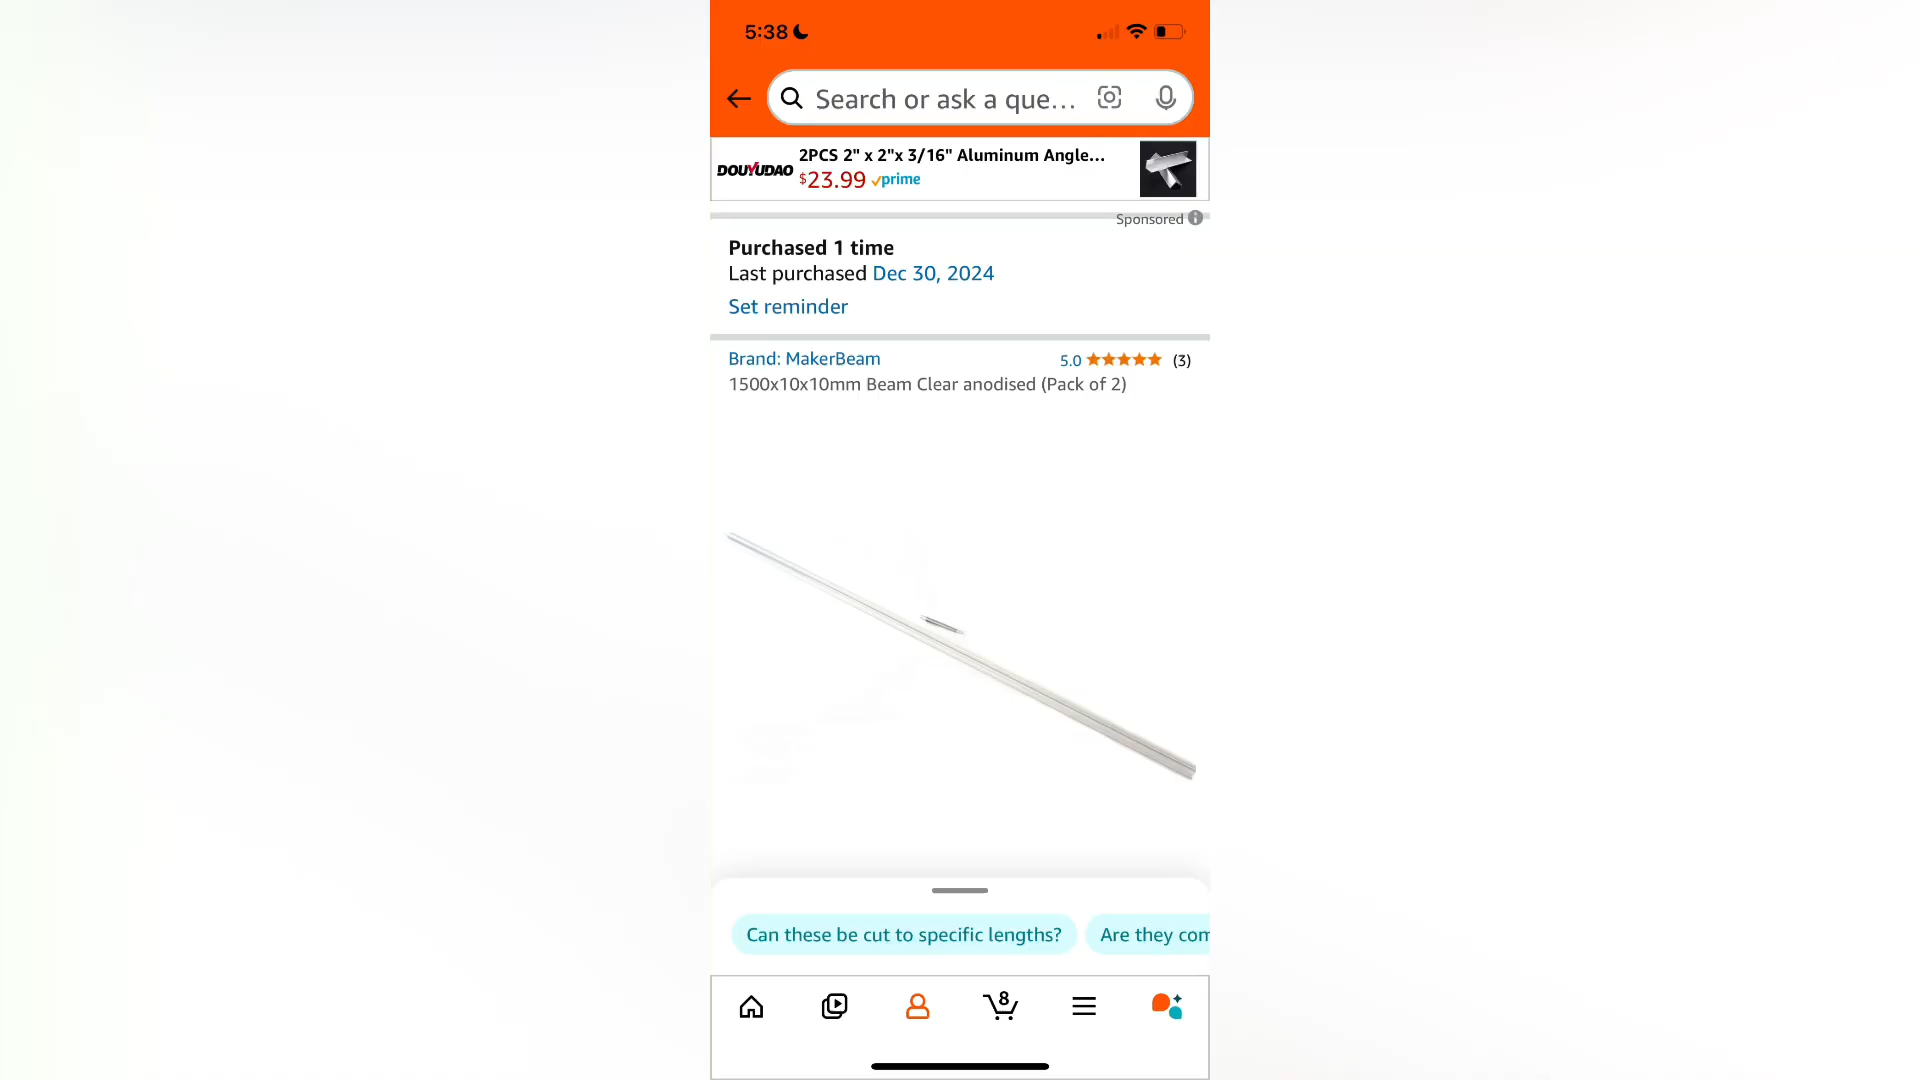 5:38
Search or ask a que...
DOUYUDAO
2PCS 2" x 2"x 3/16" Aluminum Angle...
$23.99 prime
Sponsored
Purchased 1 time
Last purchased Dec 30, 2024
Set reminder
Brand: MakerBeam 5.0 (3)
1500x10x10mm Beam Clear anodised (Pack of 2)
Can these be cut to specific lengths? Are they com
8